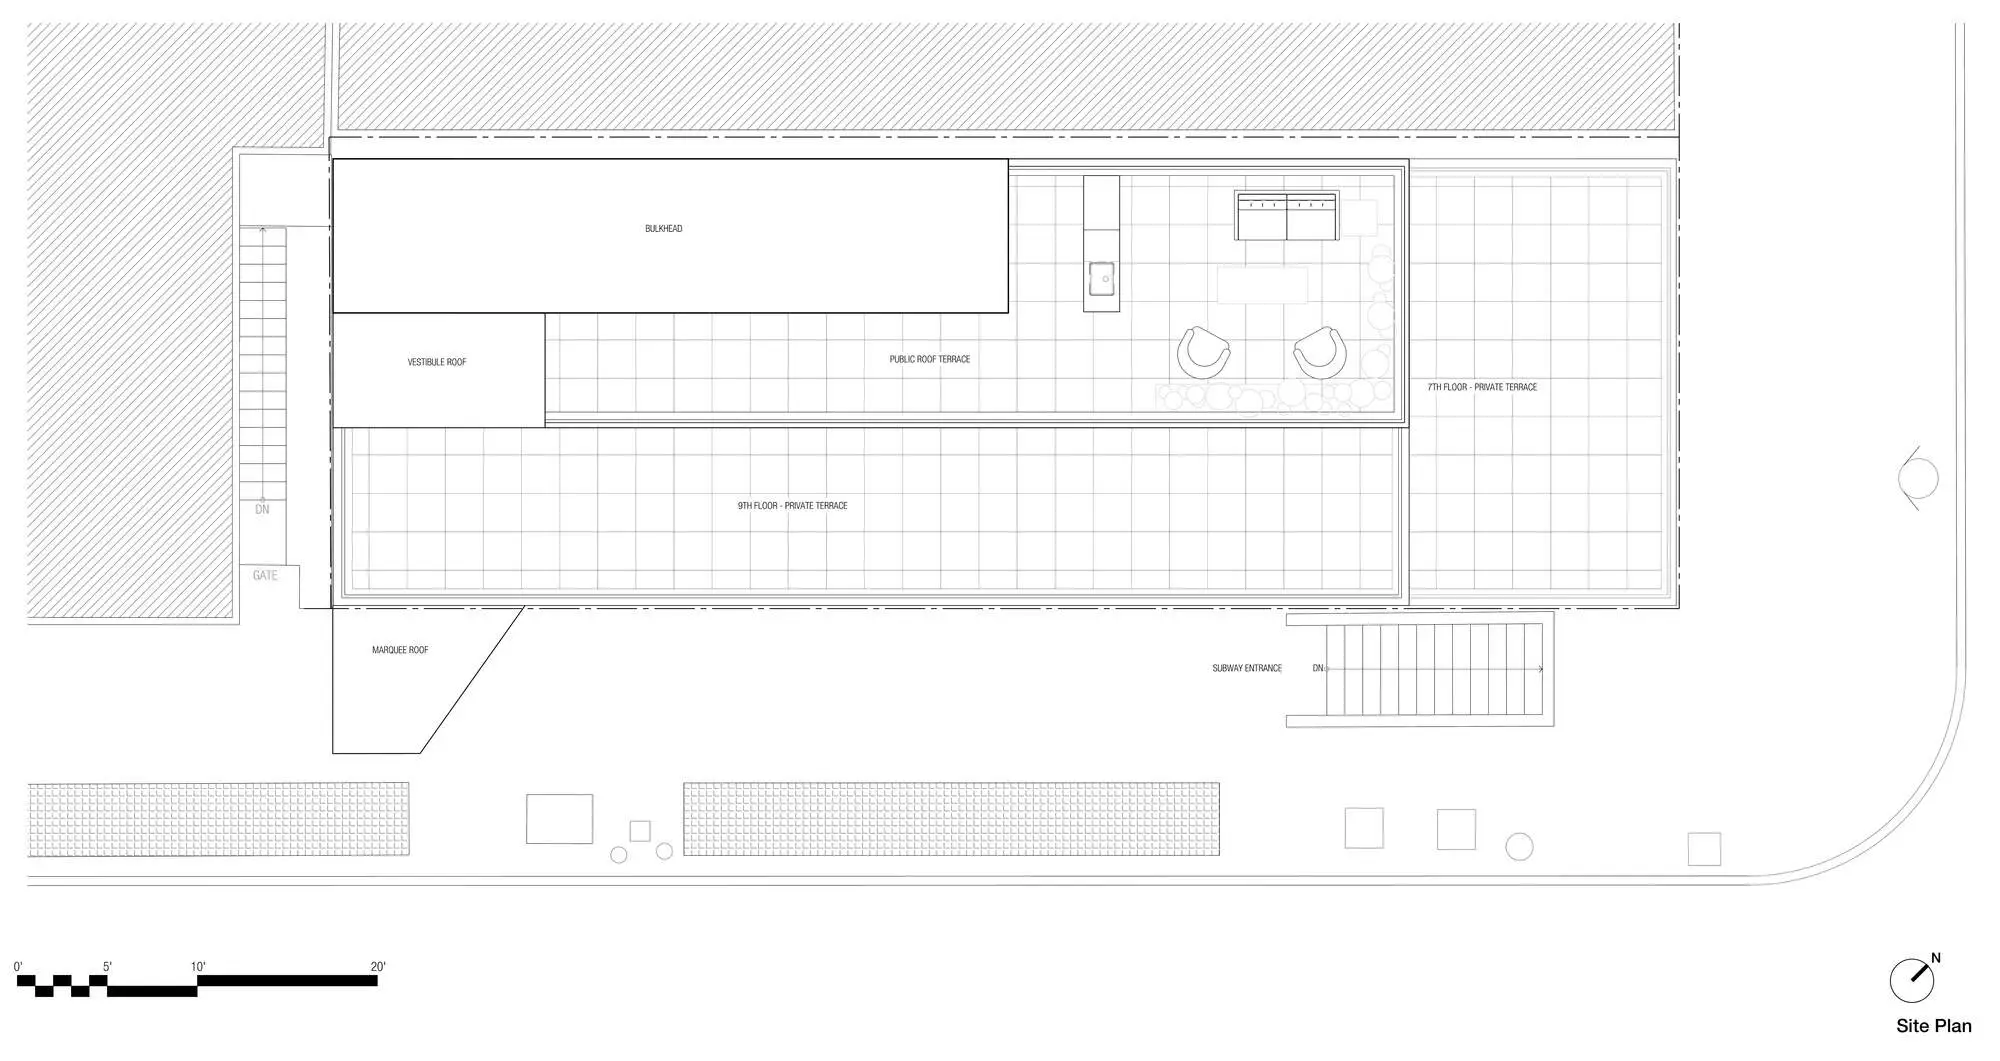 BULKHEAD
VESTIBULE ROOF
PUBLIC ROOF TERRACE
7TH FLOOR - PRIVATE TERRACE
9TH FLOOR - PRIVATE TERRACE
DN
GATE
MARQUEE ROOF
SUBWAY ENTRANCE
DN
0' 5' 10' 20'
N
Site Plan